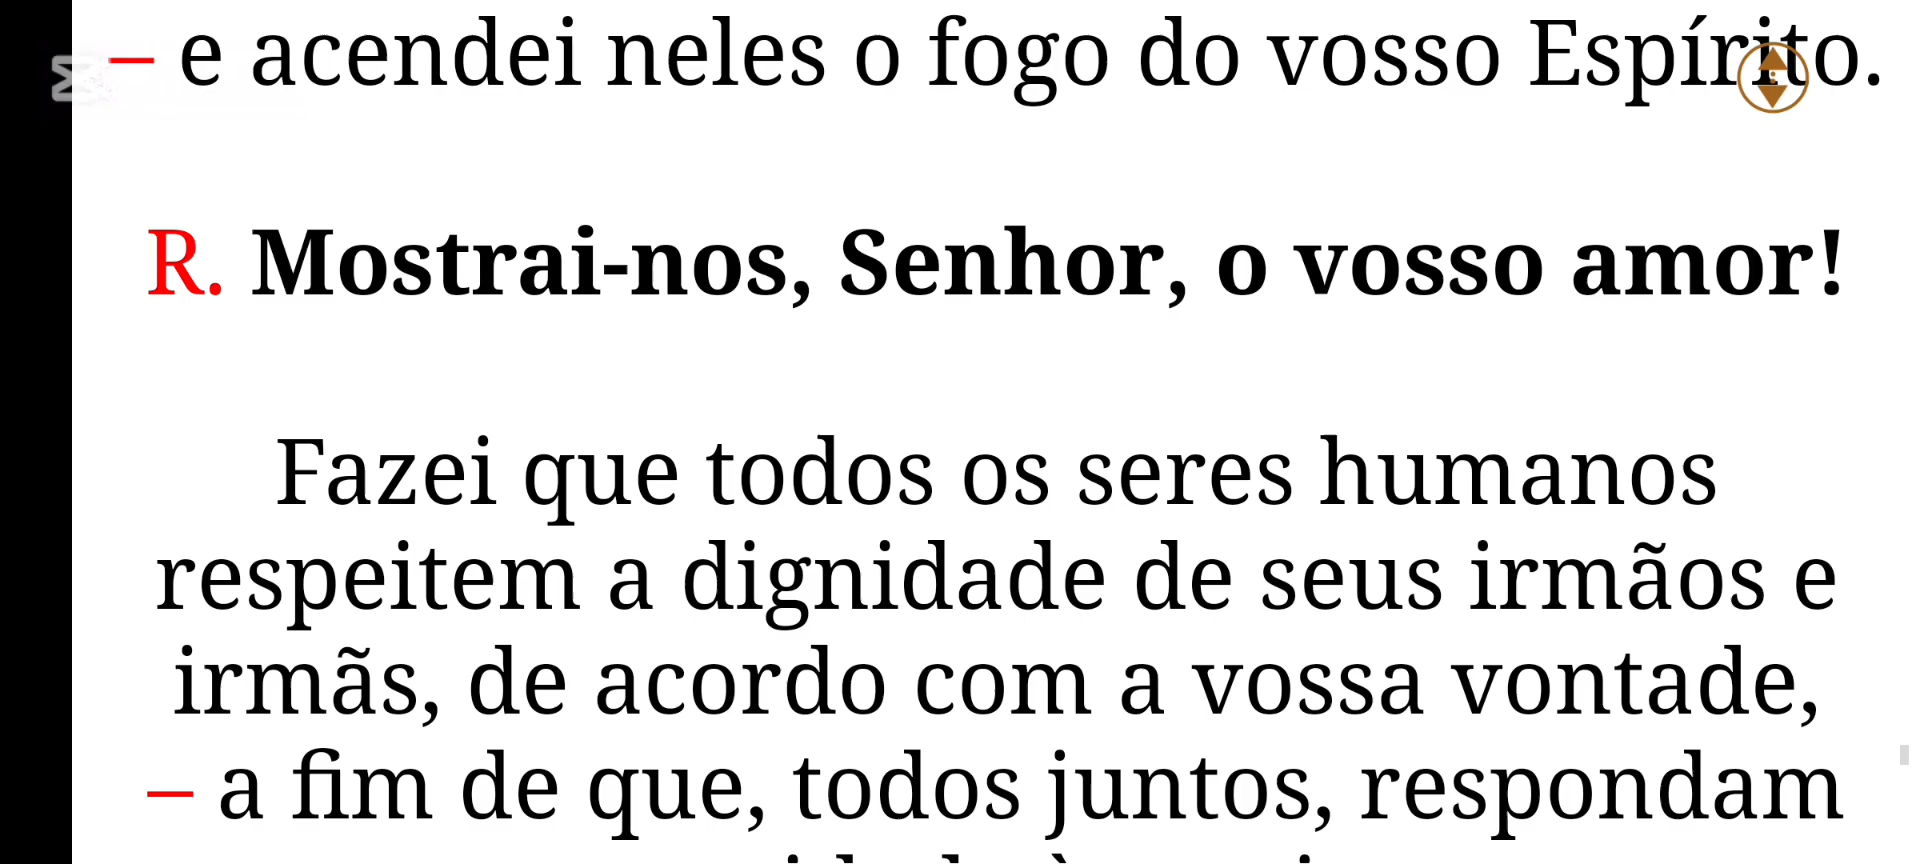 – e acendei neles o fogo do vosso Espírito.
R. Mostrai-nos, Senhor, o vosso amor!
Fazei que todos os seres humanos
respeitem a dignidade de seus irmãos e
irmãs, de acordo com a vossa vontade,
– a fim de que, todos juntos, respondam